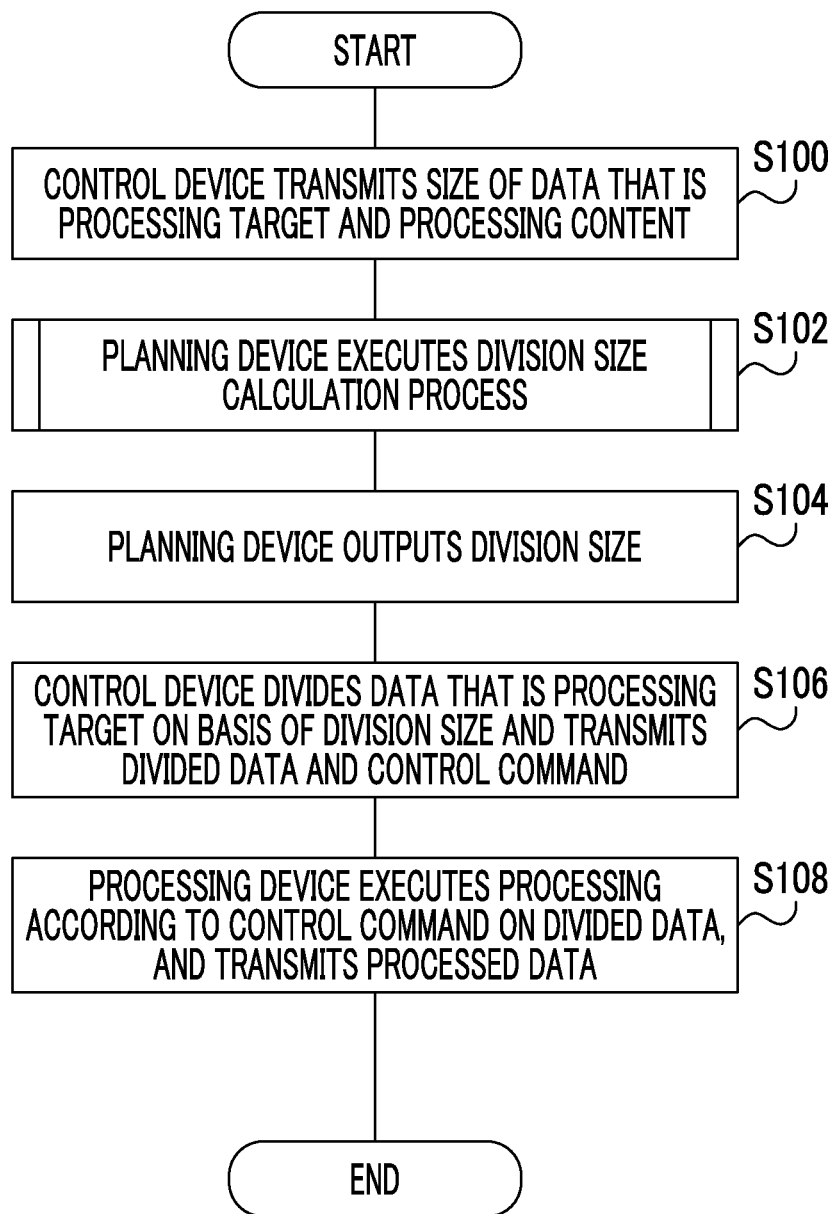 START
S100
CONTROL DEVICE TRANSMITS SIZE OF DATA THAT IS
PROCESSING TARGET AND PROCESSING CONTENT
S102
PLANNING DEVICE EXECUTES DIVISION SIZE
CALCULATION PROCESS
S104
PLANNING DEVICE OUTPUTS DIVISION SIZE
S106
CONTROL DEVICE DIVIDES DATA THAT IS PROCESSING
TARGET ON BASIS OF DIVISION SIZE AND TRANSMITS
DIVIDED DATA AND CONTROL COMMAND
S108
PROCESSING DEVICE EXECUTES PROCESSING
ACCORDING TO CONTROL COMMAND ON DIVIDED DATA,
AND TRANSMITS PROCESSED DATA
END